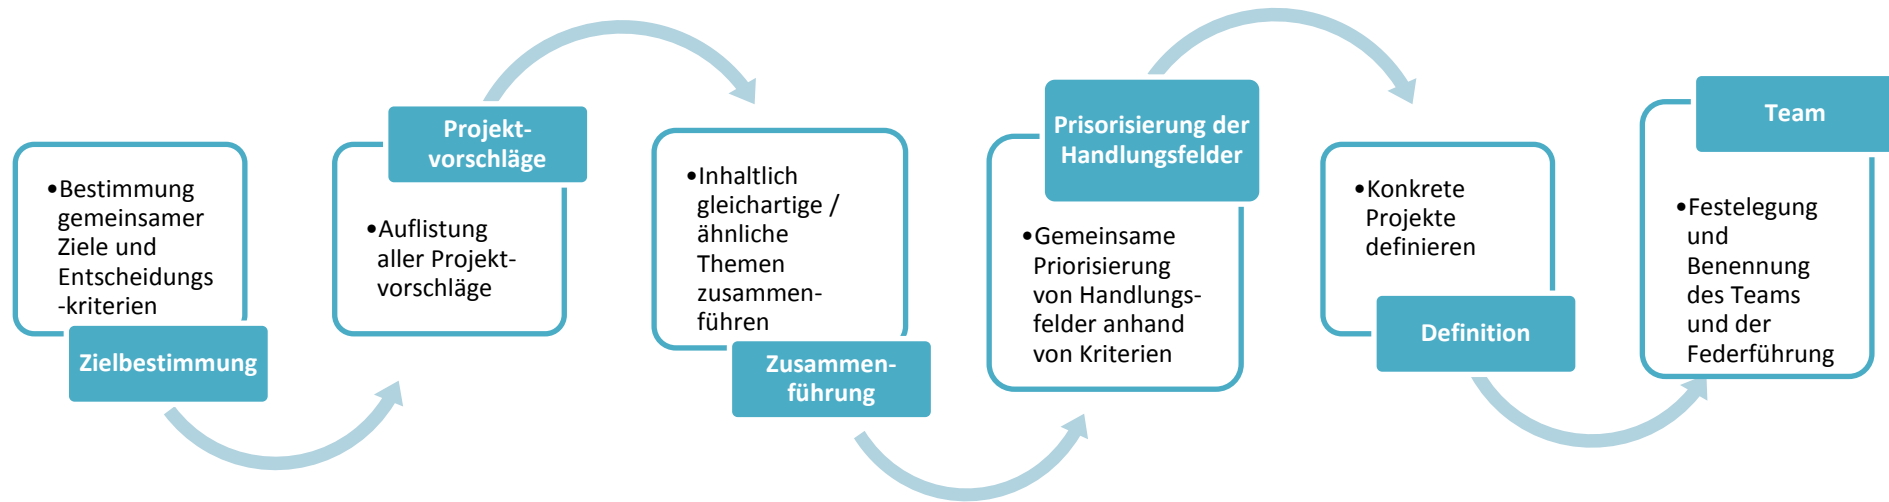 •Bestimmung
gemeinsamer
Ziele und
Entscheidungs
-kriterien
Zielbestimmung
Projekt-
vorschläge
•Auflistung
aller Projekt-
vorschläge
•Inhaltlich
gleichartige /
ähnliche
Themen
zusammen-
führen
Zusammen-
führung
Prisorisierung der
Handlungsfelder
•Gemeinsame
Priorisierung
von Handlungs-
felder anhand
von Kriterien
•Konkrete
Projekte
definieren
Definition
Team
•Festelegung
und
Benennung
des Teams
und der
Federführung